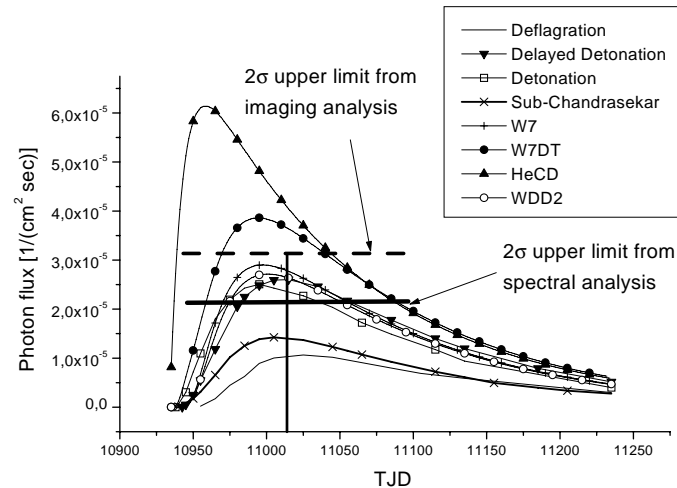 Deflagration
Delayed Detonation
Detonation
Sub-Chandrasekar
W7
W7DT
HeCD
WDD2
2σ upper limit from
imaging analysis
2σ upper limit from
spectral analysis
Photon flux [1/(cm² sec)]
6,0x10⁻⁵
5,0x10⁻⁵
4,0x10⁻⁵
3,0x10⁻⁵
2,0x10⁻⁵
1,0x10⁻⁵
0,0
10900 10950 11000 11050 11100 11150 11200 11250
TJD